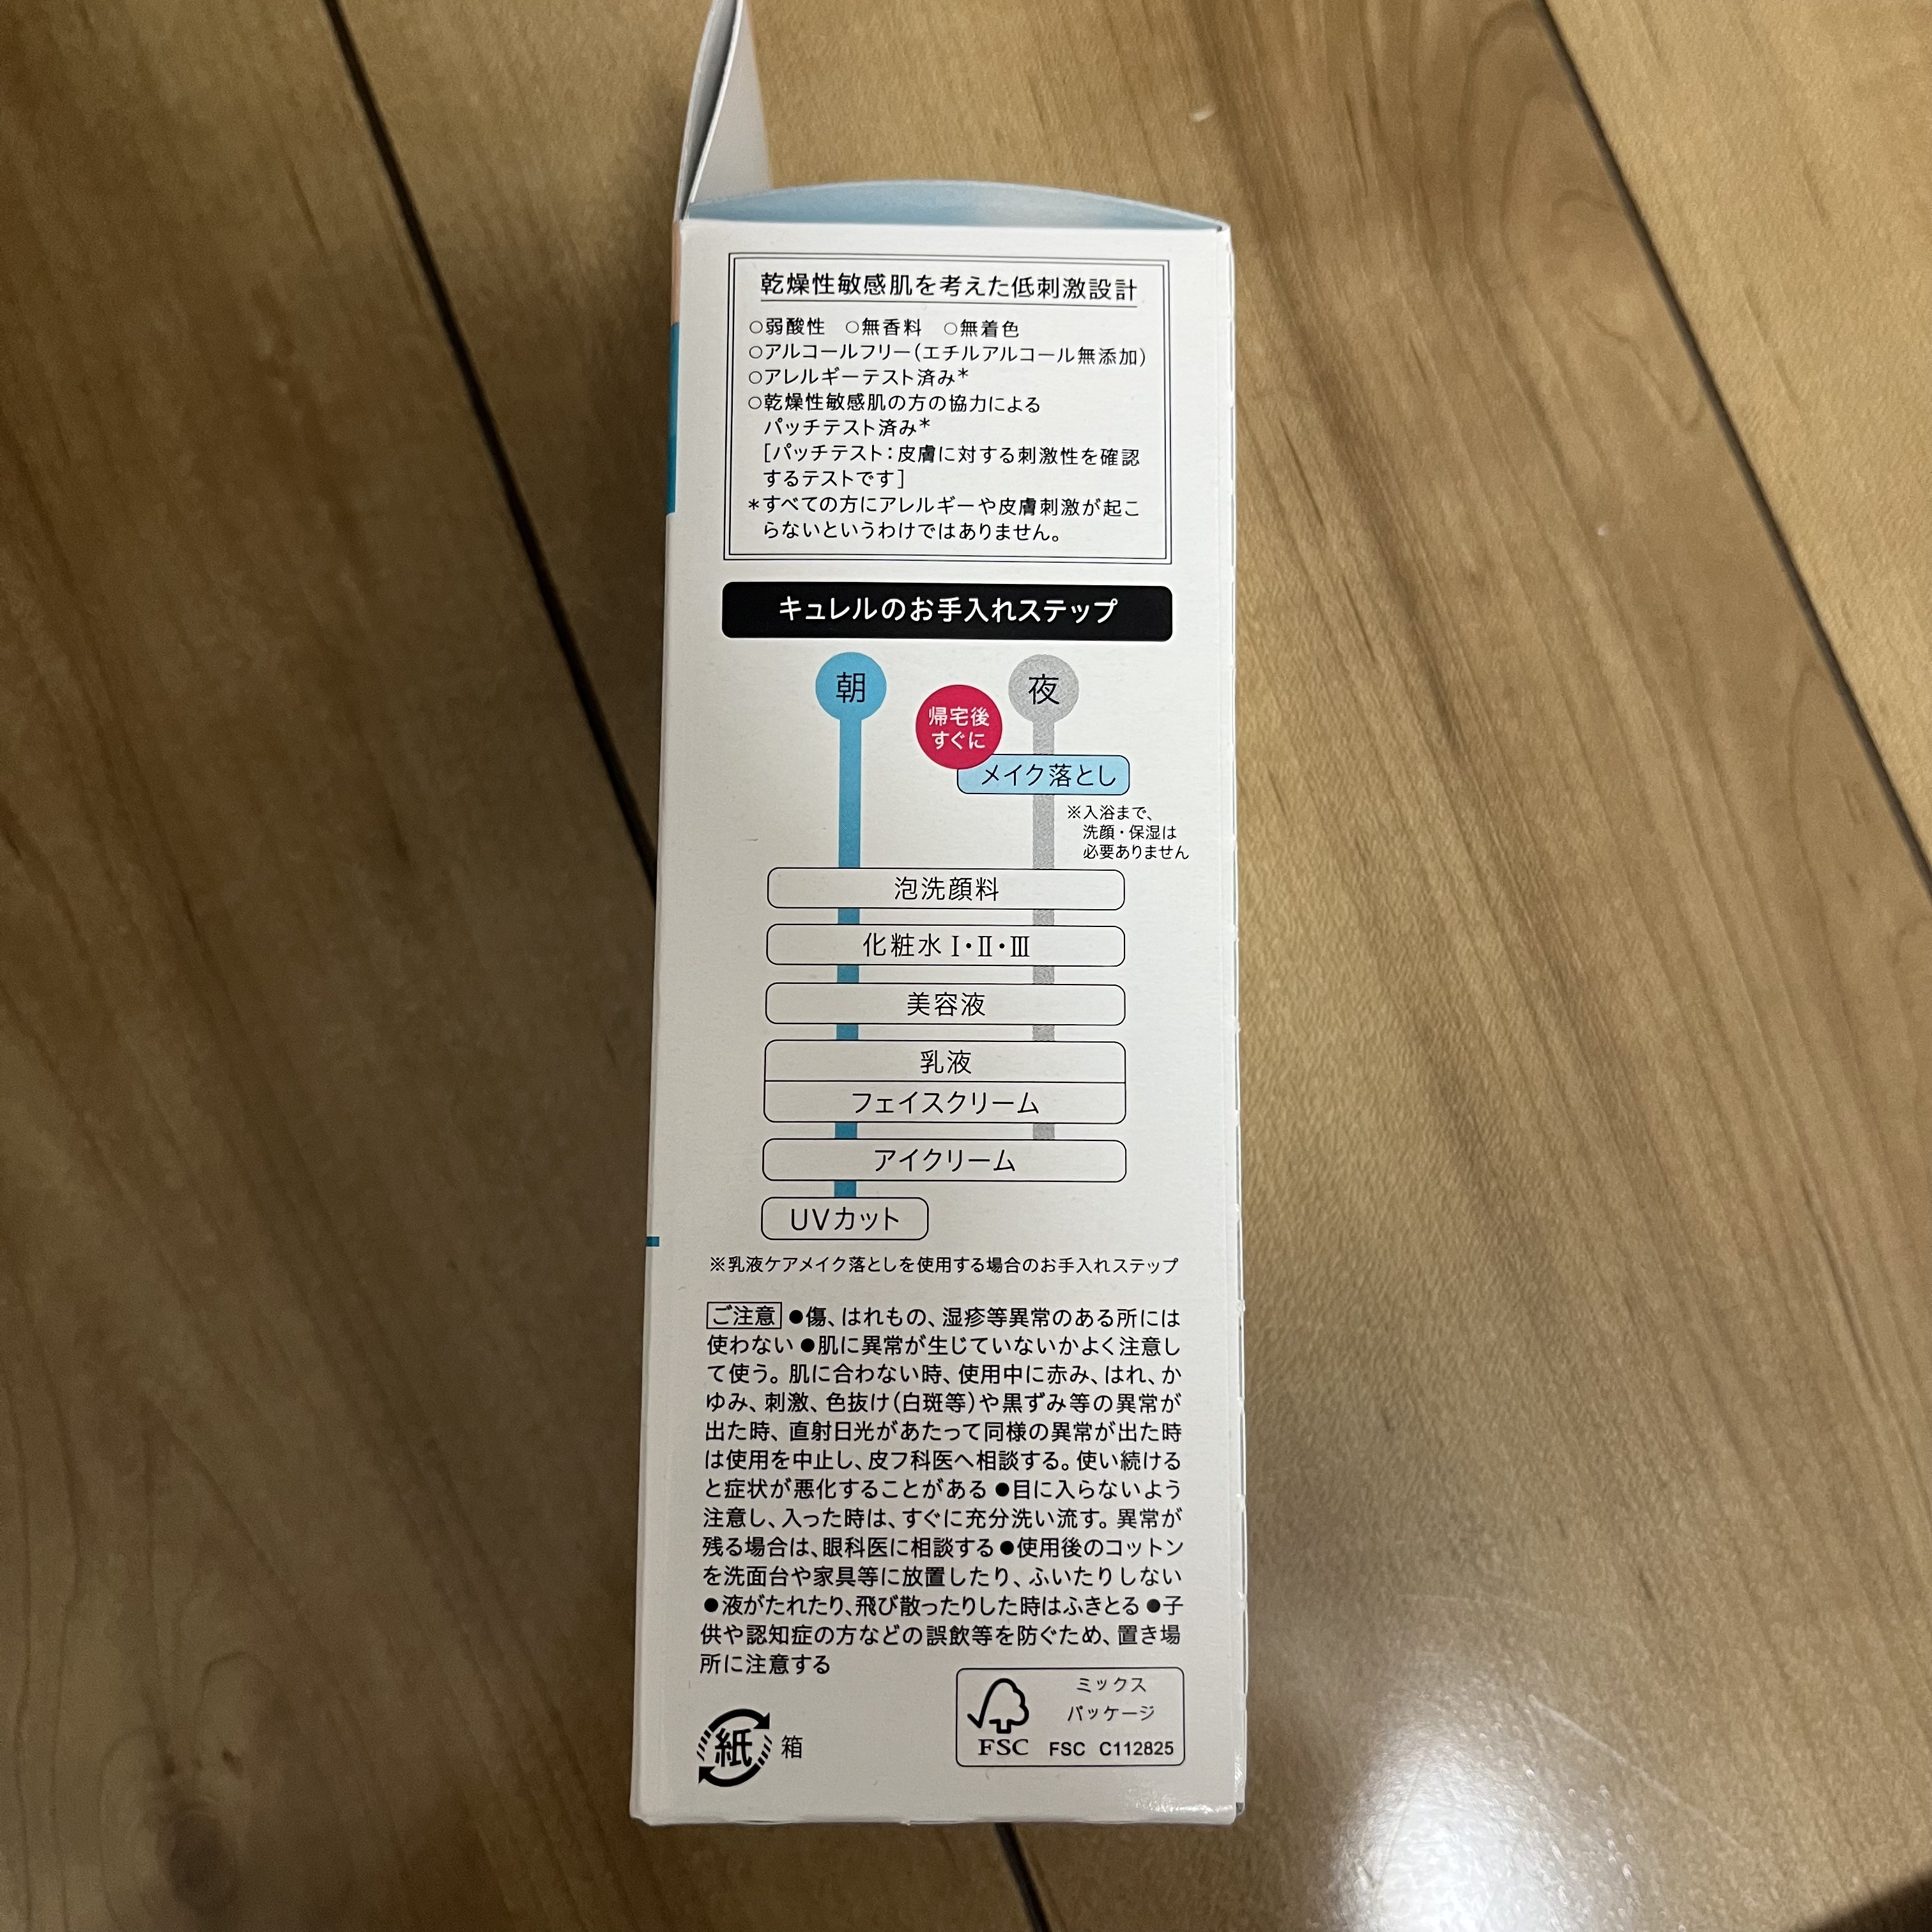 乾燥性敏感肌を考えた低刺激設計
○弱酸性 ○無香料 ○無着色
○アルコールフリー(エチルアルコール無添加)
○アレルギーテスト済み*
○乾燥性敏感肌の方の協力による
パッチテスト済み*
[パッチテスト:皮膚に対する刺激性を確認
するテストです]
*すべての方にアレルギーや皮膚刺激が起こ
らないというわけではありません。
キュレルのお手入れステップ
朝
夜
帰宅後
すぐに
メイク落とし
※入浴まで、
洗顔・保湿は
必要ありません
泡洗顔料
化粧水 Ⅰ・Ⅱ・Ⅲ
美容液
乳液
フェイスクリーム
アイクリーム
UVカット
※乳液ケアメイク落としを使用する場合のお手入れステップ
ご注意 ●傷、はれもの、湿疹等異常のある所には
使わない ●肌に異常が生じていないかよく注意し
て使う。肌に合わない時、使用中に赤み、はれ、か
ゆみ、刺激、色抜け(白斑等)や黒ずみ等の異常が
出た時、直射日光があたって同様の異常が出た時
は使用を中止し、皮フ科医へ相談する。使い続ける
と症状が悪化することがある ●目に入らないよう
注意し、入った時は、すぐに充分洗い流す。異常が
残る場合は、眼科医に相談する ●使用後のコットン
を洗面台や家具等に放置したり、ふいたりしない
●液がたれたり、飛び散ったりした時はふきとる ●子
供や認知症の方などの誤飲等を防ぐため、置き場
所に注意する
紙 箱
ミックス
パッケージ
FSC FSC C112825